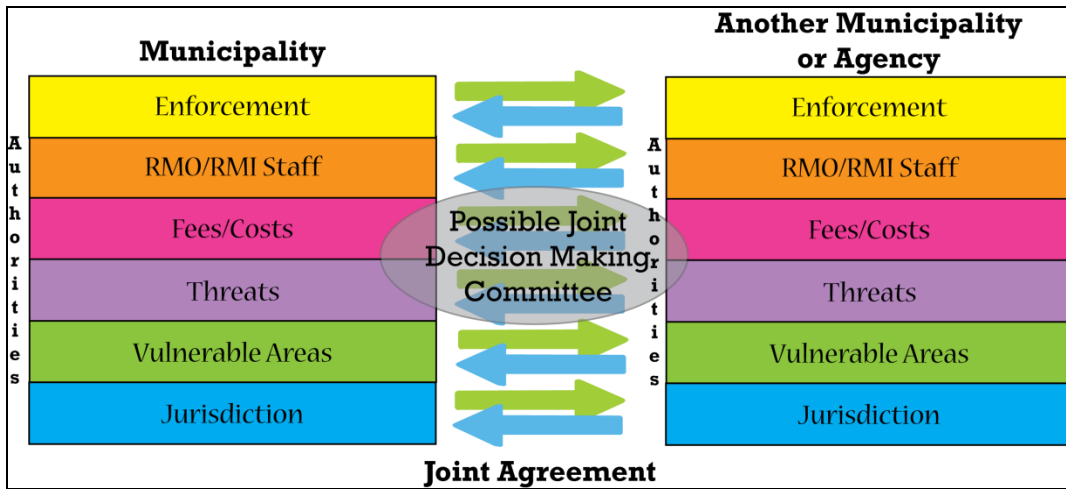 Municipality
Another Municipality
or Agency
Authorities
Enforcement
RMO/RMI Staff
Fees/Costs
Threats
Vulnerable Areas
Jurisdiction
Possible Joint
Decision Making
Committee
Authorities
Enforcement
RMO/RMI Staff
Fees/Costs
Threats
Vulnerable Areas
Jurisdiction
Joint Agreement